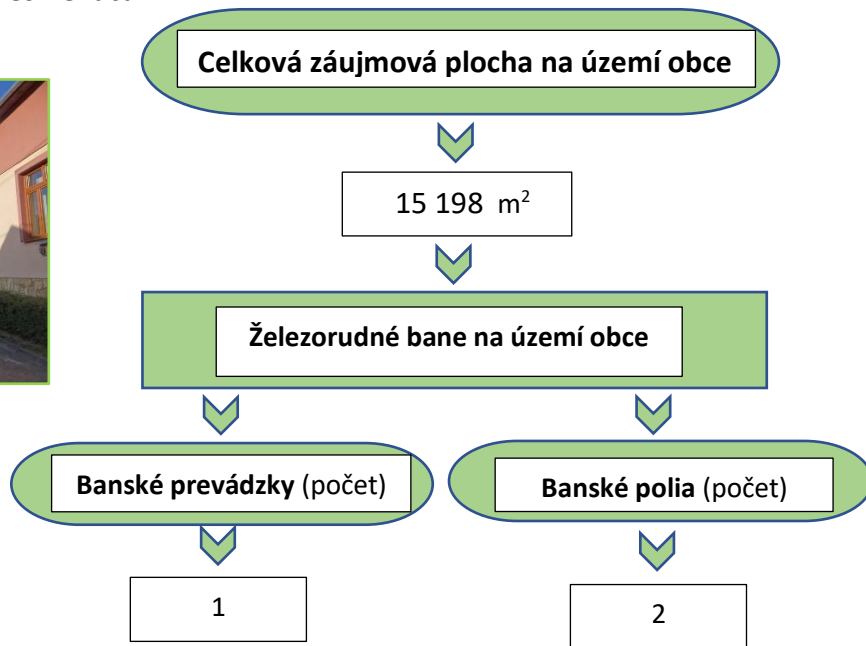 Celková záujmová plocha na území obce
15 198 m²
Železorudné bane na území obce
Banské prevádzky (počet)
Banské polia (počet)
1
2